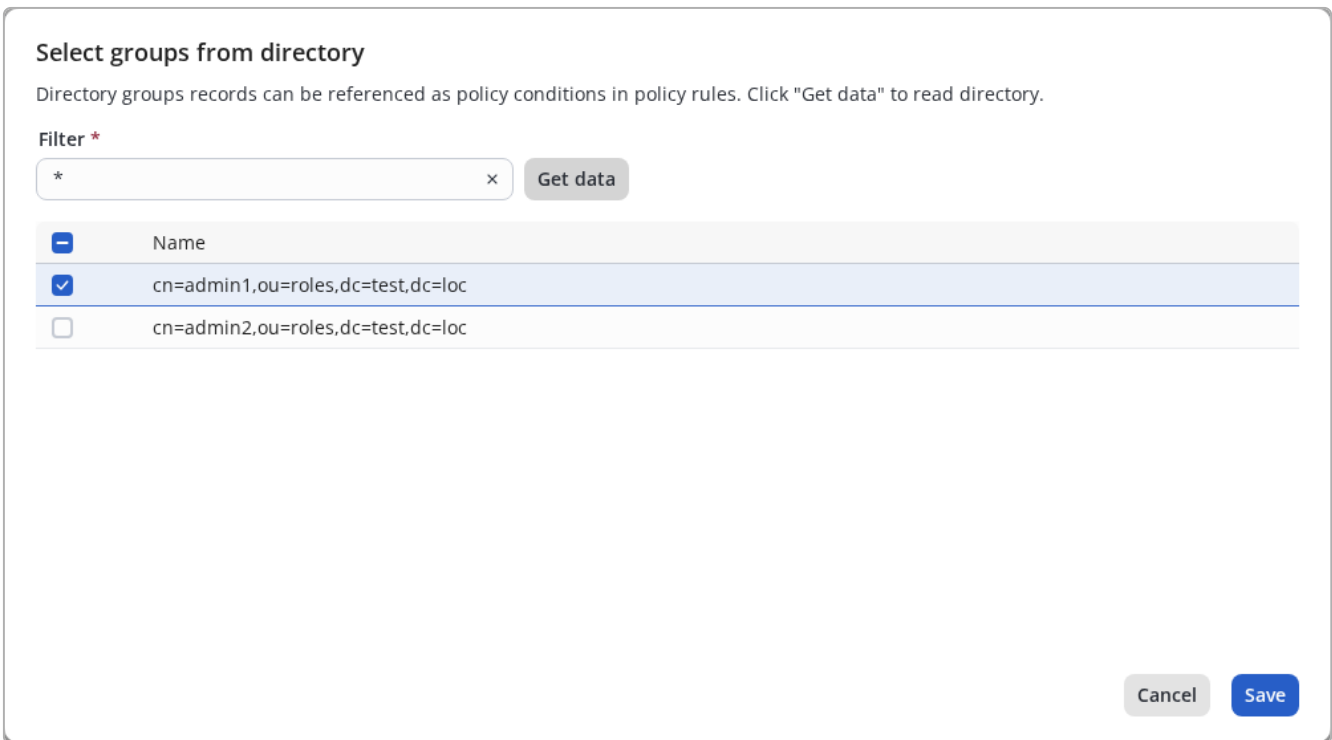 Select groups from directory
Directory groups records can be referenced as policy conditions in policy rules. Click "Get data" to read directory.
Filter *
* × Get data
Name
cn=admin1,ou=roles,dc=test,dc=loc
cn=admin2,ou=roles,dc=test,dc=loc
Cancel Save